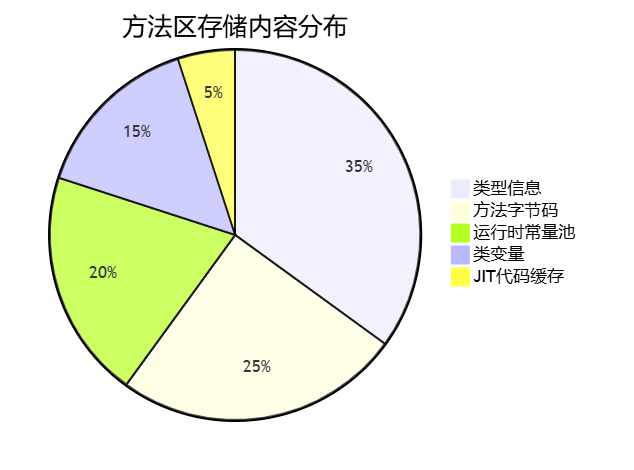 方法区存储内容分布
5%
15%
35%
20%
25%
类型信息
方法字节码
运行时常量池
类变量
JIT代码缓存